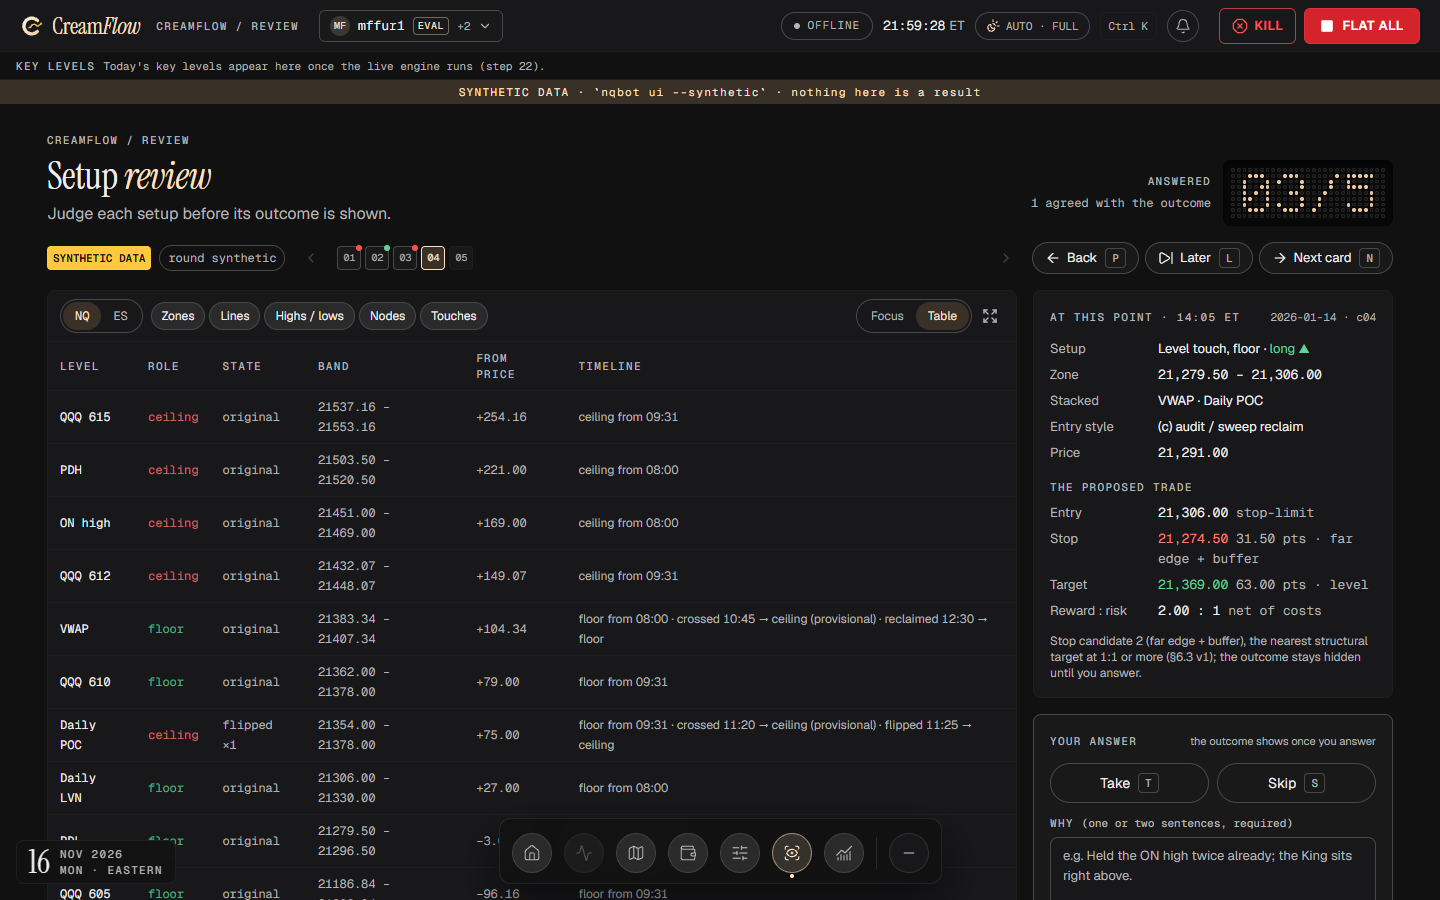 CreamFlow CREAMFLOW / REVIEW MF mffur1 EVAL +2 OFFLINE 21:59:28 ET AUTO · FULL Ctrl K KILL FLAT ALL
KEY LEVELS Today's key levels appear here once the live engine runs (step 22).
SYNTHETIC DATA · `nqbot ui --synthetic` · nothing here is a result
CREAMFLOW / REVIEW
Setup review
Judge each setup before its outcome is shown.
ANSWERED
1 agreed with the outcome
03/5
SYNTHETIC DATA round synthetic 01 02 03 04 05
Back P Later L Next card N
NQ ES Zones Lines Highs / lows Nodes Touches Focus Table
LEVEL ROLE STATE BAND FROM PRICE TIMELINE
QQQ 615 ceiling original 21537.16 – 21553.16 +254.16 ceiling from 09:31
PDH ceiling original 21503.50 – 21520.50 +221.00 ceiling from 08:00
ON high ceiling original 21451.00 – 21469.00 +169.00 ceiling from 08:00
QQQ 612 ceiling original 21432.07 – 21448.07 +149.07 ceiling from 09:31
VWAP floor original 21383.34 – 21407.34 +104.34 floor from 08:00 · crossed 10:45 → ceiling (provisional) · reclaimed 12:30 → floor
QQQ 610 floor original 21362.00 – 21378.00 +79.00 floor from 09:31
Daily POC ceiling flipped ×1 21354.00 – 21378.00 +75.00 floor from 09:31 · crossed 11:20 → ceiling (provisional) · flipped 11:25 → ceiling
Daily LVN floor original 21306.00 – 21330.00 +27.00 floor from 08:00
original 21279.50 – 21296.50
QQQ 605 floor original 21186.84 – −96.16 floor from 09:31
AT THIS POINT · 14:05 ET 2026-01-14 · c04
Setup Level touch, floor · long ▲
Zone 21,279.50 – 21,306.00
Stacked VWAP · Daily POC
Entry style (c) audit / sweep reclaim
Price 21,291.00
THE PROPOSED TRADE
Entry 21,306.00 stop-limit
Stop 21,274.50 31.50 pts · far edge + buffer
Target 21,369.00 63.00 pts · level
Reward : risk 2.00 : 1 net of costs
Stop candidate 2 (far edge + buffer), the nearest structural
target at 1:1 or more (§6.3 v1); the outcome stays hidden
until you answer.
YOUR ANSWER the outcome shows once you answer
Take T Skip S
WHY (one or two sentences, required)
e.g. Held the ON high twice already; the King sits
right above.
16 NOV 2026
MON · EASTERN